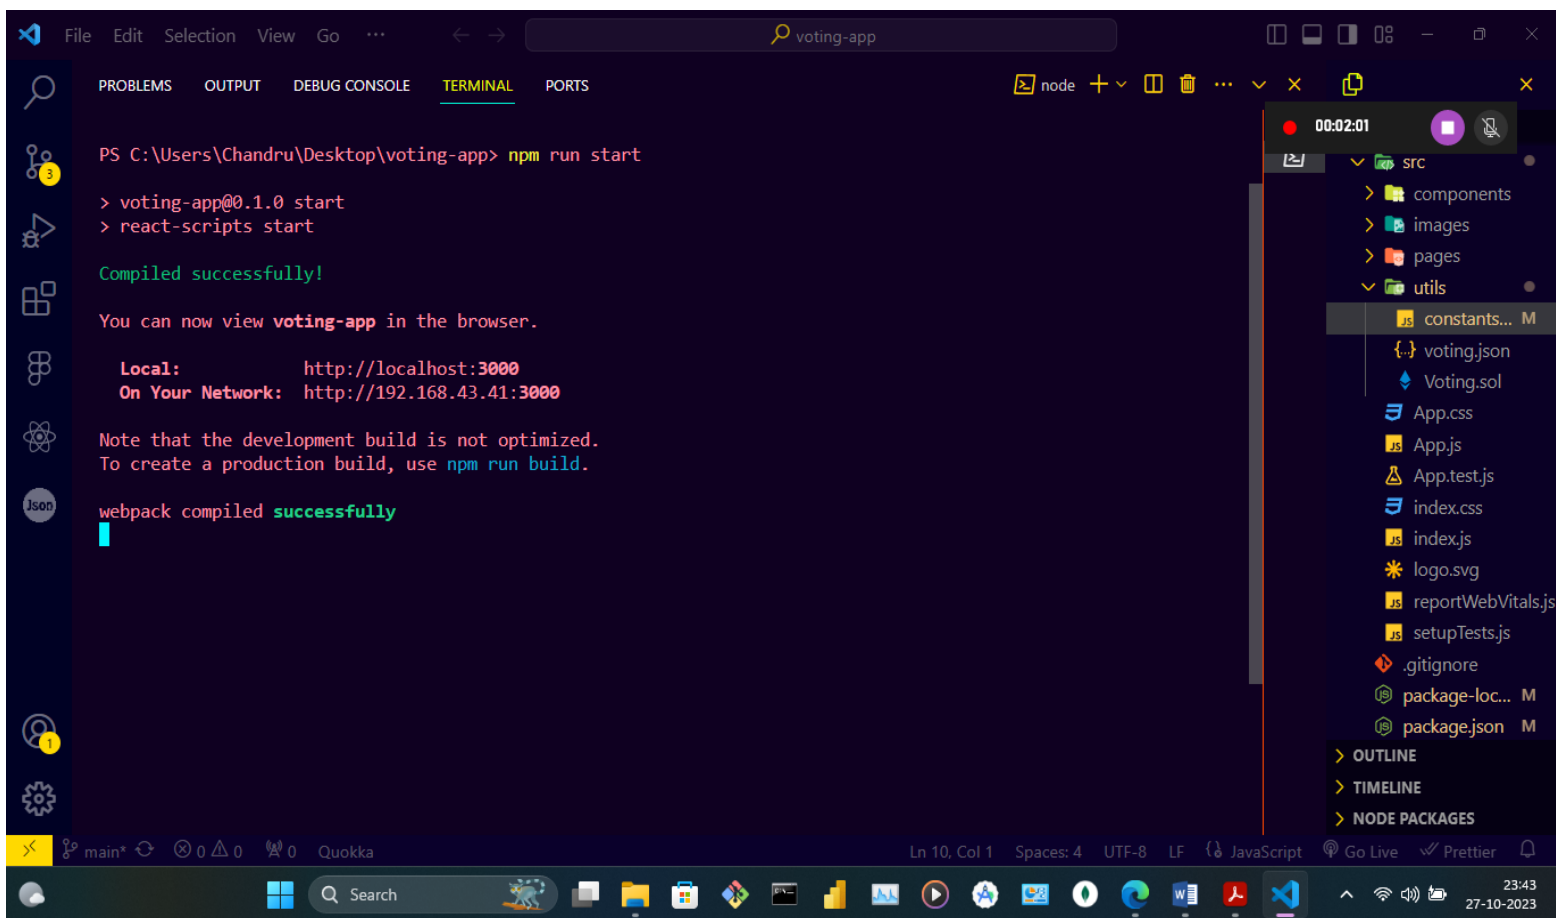 File Edit Selection View Go ...
voting-app
PROBLEMS OUTPUT DEBUG CONSOLE TERMINAL PORTS
node
00:02:01
PS C:\Users\Chandru\Desktop\voting-app> npm run start
> voting-app@0.1.0 start
> react-scripts start
Compiled successfully!
You can now view voting-app in the browser.
Local: http://localhost:3000
On Your Network: http://192.168.43.41:3000
Note that the development build is not optimized.
To create a production build, use npm run build.
webpack compiled successfully
src
components
images
pages
utils
constants... M
voting.json
Voting.sol
App.css
App.js
App.test.js
index.css
index.js
logo.svg
reportWebVitals.js
setupTests.js
.gitignore
package-loc... M
package.json M
OUTLINE
TIMELINE
NODE PACKAGES
3
Json
1
main* 0 0 0 Quokka
Ln 10, Col 1 Spaces: 4 UTF-8 LF JavaScript Go Live Prettier
Search
23:43
27-10-2023